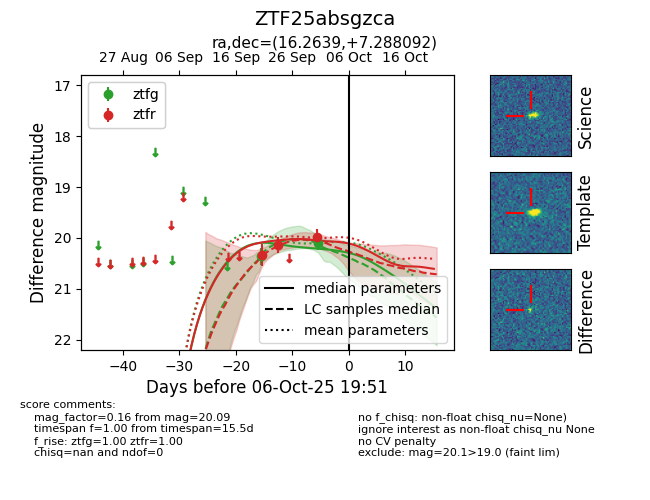 ZTF25absgzca
ra,dec=(16.2639,+7.288092)
27 Aug 06 Sep 16 Sep 26 Sep 06 Oct 16 Oct
17
18
19
20
21
22
Difference magnitude
ztfg
ztfr
median parameters
LC samples median
mean parameters
−40 −30 −20 −10 0 10
Days before 06-Oct-25 19:51
Science
Template
Difference
score comments:
mag_factor=0.16 from mag=20.09
timespan f=1.00 from timespan=15.5d
f_rise: ztfg=1.00 ztfr=1.00
chisq=nan and ndof=0
no f_chisq: non-float chisq_nu=None)
ignore interest as non-float chisq_nu None
no CV penalty
exclude: mag=20.1>19.0 (faint lim)